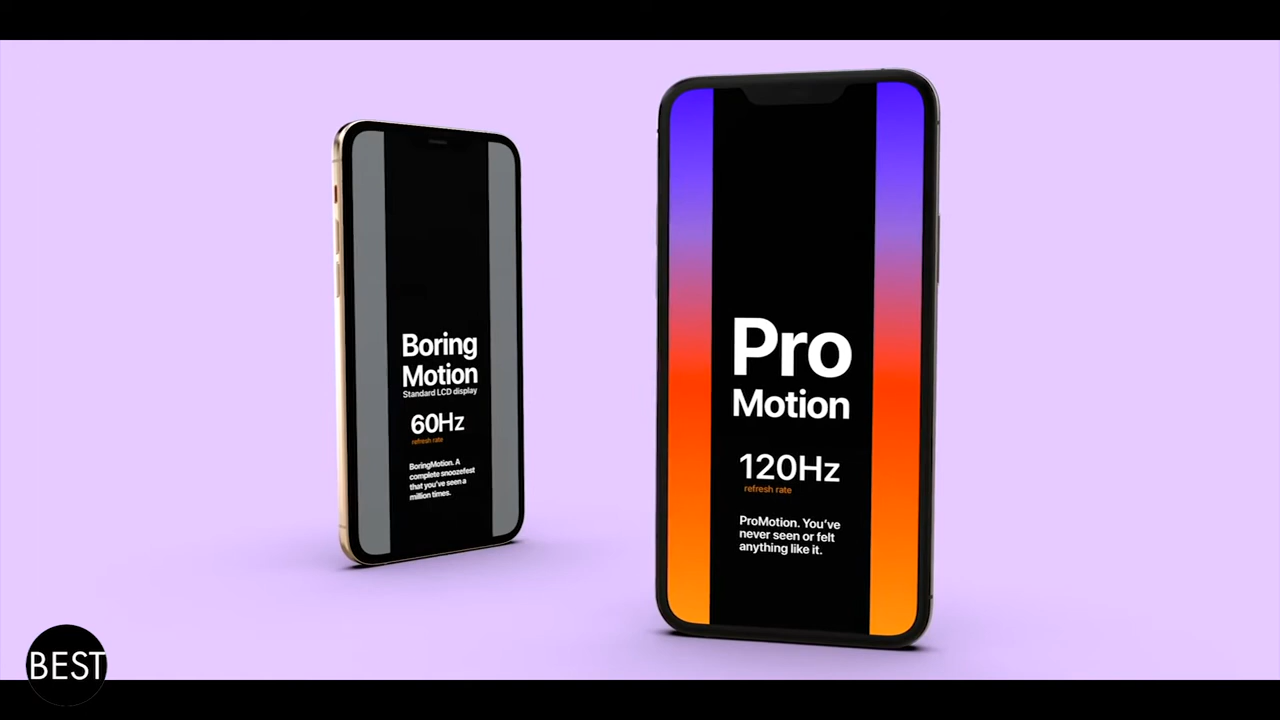 Boring
Motion
Standard LCD display
60Hz
refresh rate
BoringMotion. A
complete snoozefest
that you've seen a
million times.
Pro
Motion
120Hz
refresh rate
ProMotion. You've
never seen or felt
anything like it.
BEST